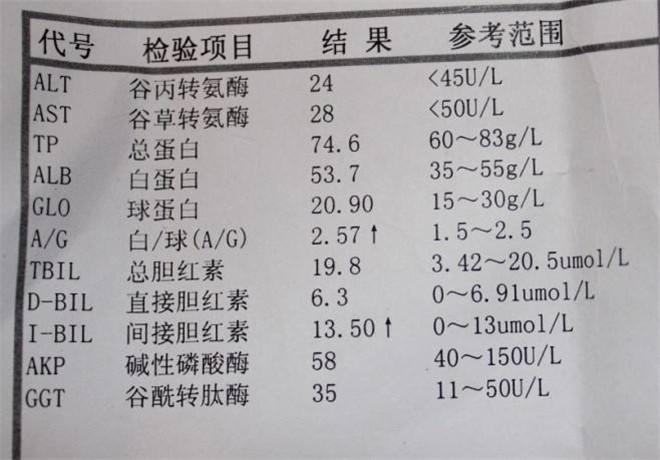 代号 检验项目 结 果 参考范围
ALT 谷丙转氨酶 24 <45U/L
AST 谷草转氨酶 28 <50U/L
TP 总蛋白 74.6 60～83g/L
ALB 白蛋白 53.7 35～55g/L
GLO 球蛋白 20.90 15～30g/L
A/G 白/球(A/G) 2.57↑ 1.5～2.5
TBIL 总胆红素 19.8 3.42～20.5umol/L
D-BIL 直接胆红素 6.3 0～6.91umol/L
I-BIL 间接胆红素 13.50↑ 0～13umol/L
AKP 碱性磷酸酶 58 40～150U/L
GGT 谷酰转肽酶 35 11～50U/L